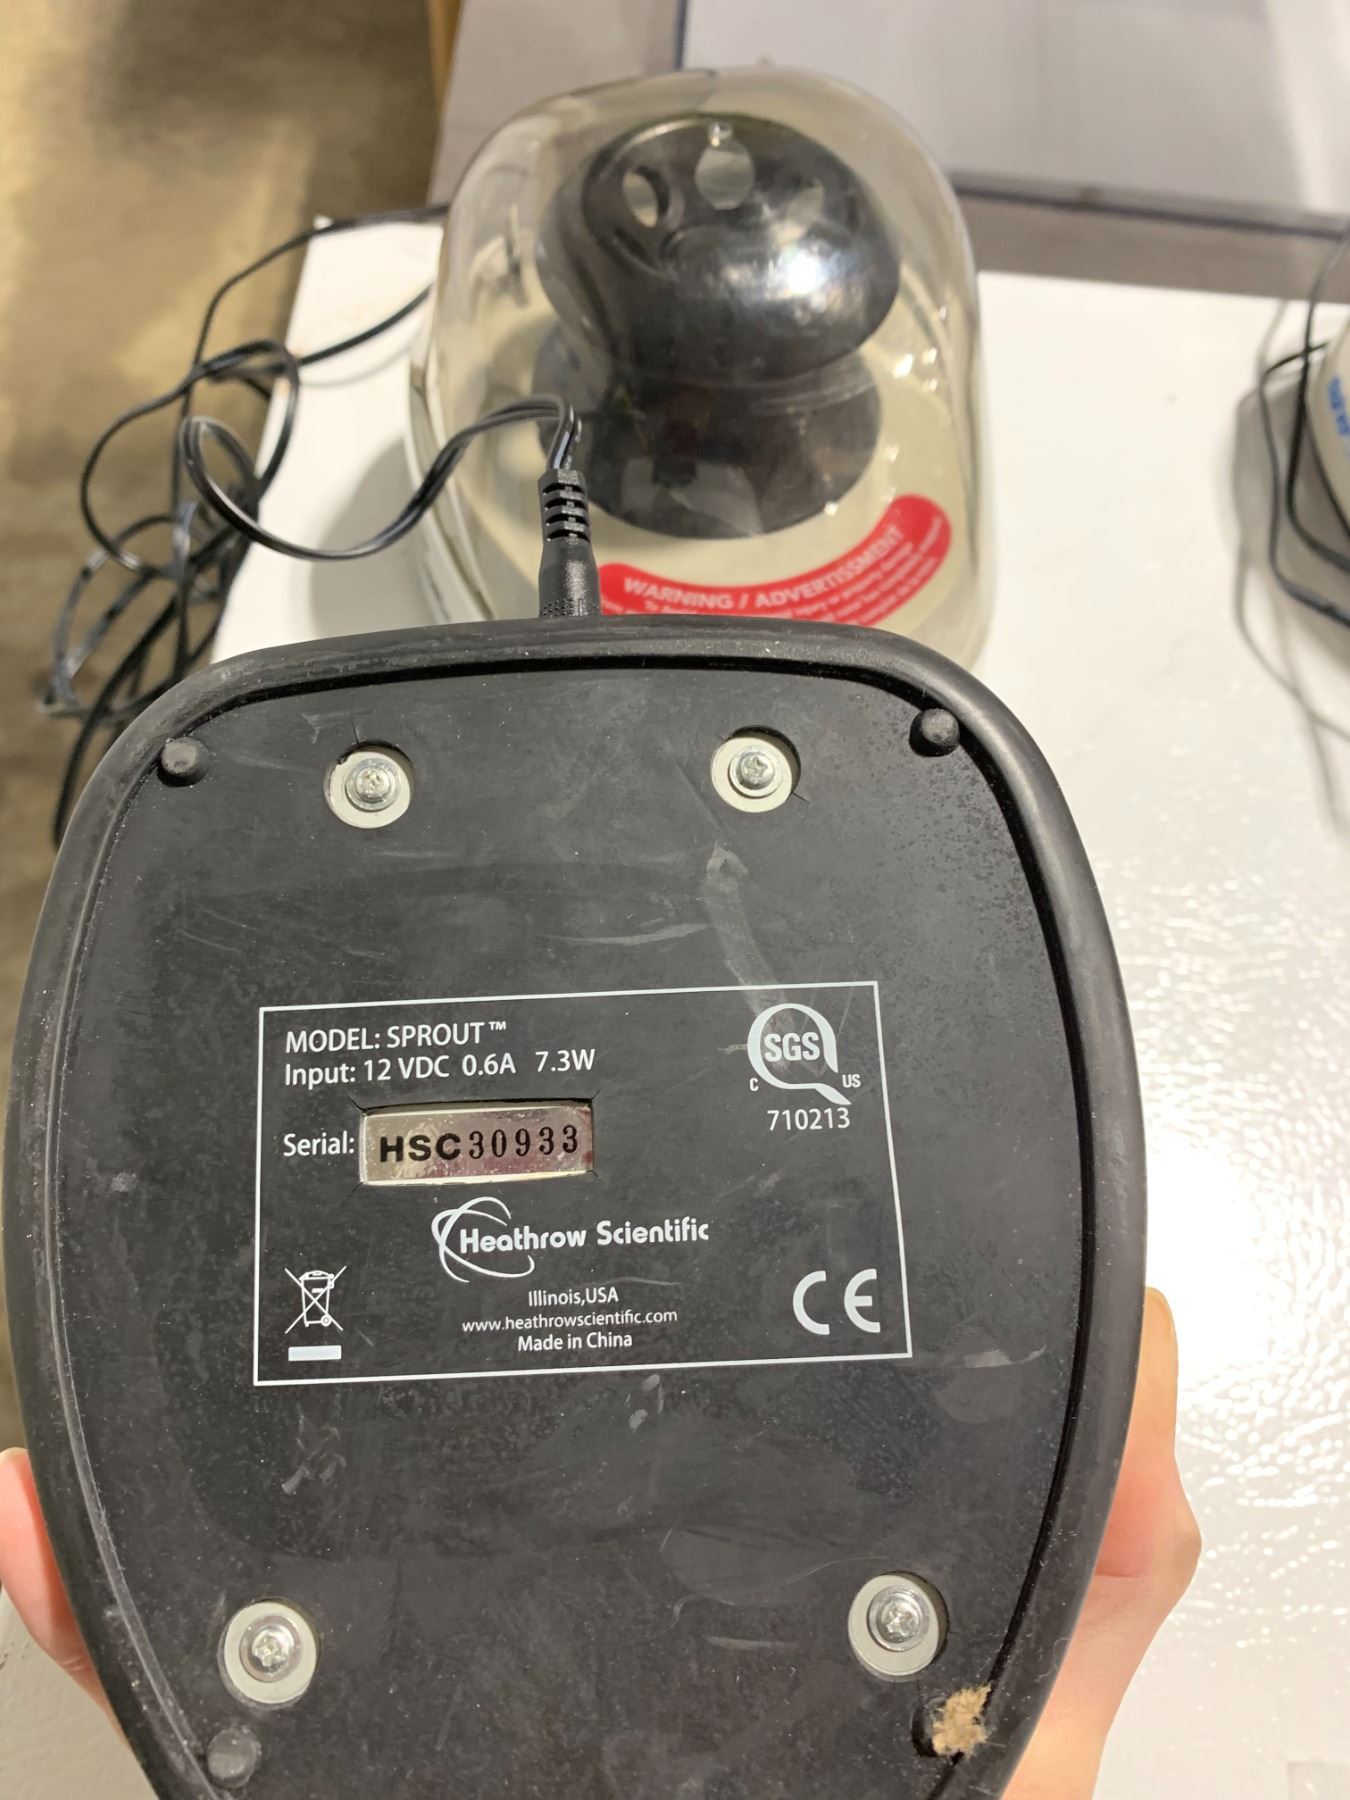 WARNING / ADVERTISSMENT
MODEL: SPROUT™
Input: 12 VDC 0.6A 7.3W
SGS
C US
710213
Serial: HSC30933
Heathrow Scientific
Illinois,USA
www.heathrowscientific.com
Made in China
CE